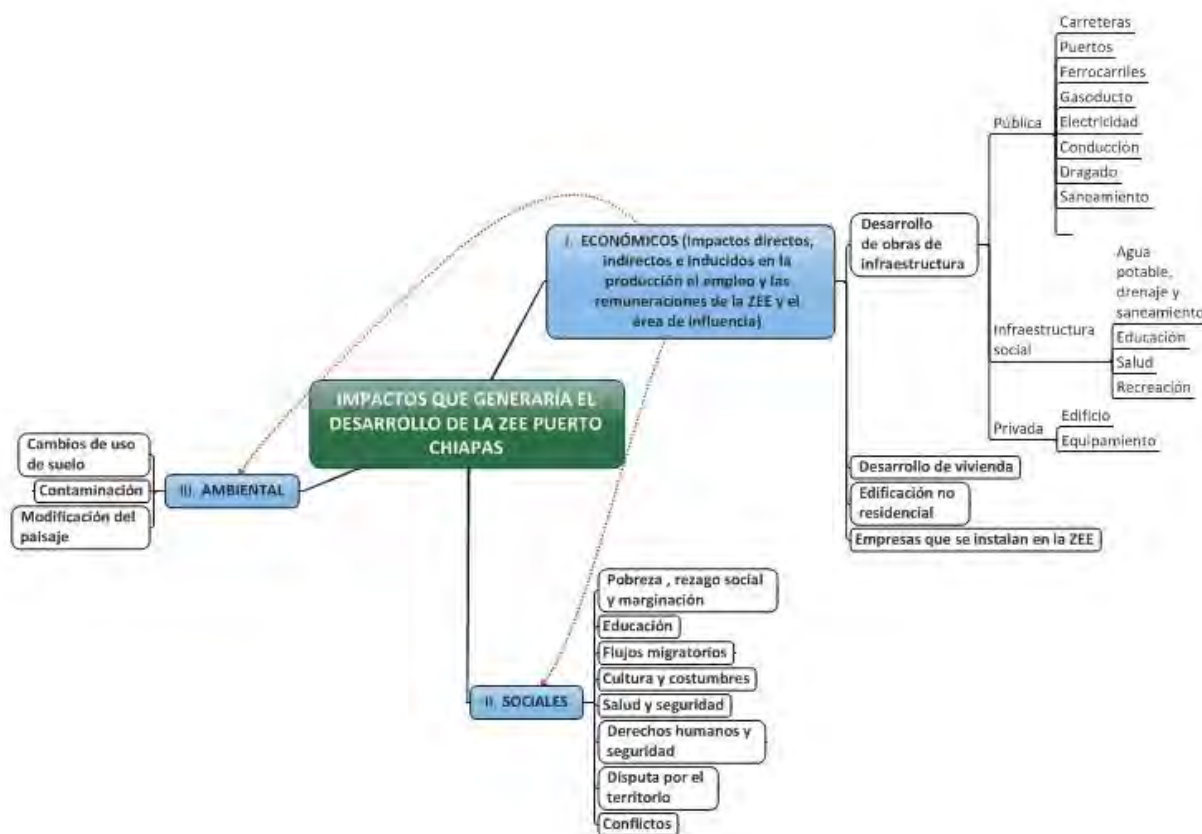 IMPACTOS QUE GENERARÍA EL
DESARROLLO DE LA ZEE PUERTO
CHIAPAS
I. ECONÓMICOS (Impactos directos,
indirectos e inducidos en la
producción el empleo y las
remuneraciones de la ZEE y el
área de influencia)
Desarrollo
de obras de
infraestructura
Pública
Carreteras
Puertos
Ferrocarriles
Gasoducto
Electricidad
Conducción
Dragado
Saneamiento
Infraestructura
social
Agua
potable,
drenaje y
saneamiento
Educación
Salud
Recreación
Privada
Edificio
Equipamiento
Desarrollo de vivienda
Edificación no
residencial
Empresas que se instalan en la ZEE
II. SOCIALES
Pobreza , rezago social
y marginación
Educación
Flujos migratorios
Cultura y costumbres
Salud y seguridad
Derechos humanos y
seguridad
Disputa por el
territorio
Conflictos
III. AMBIENTAL
Cambios de uso
de suelo
Contaminación
Modificación del
paisaje